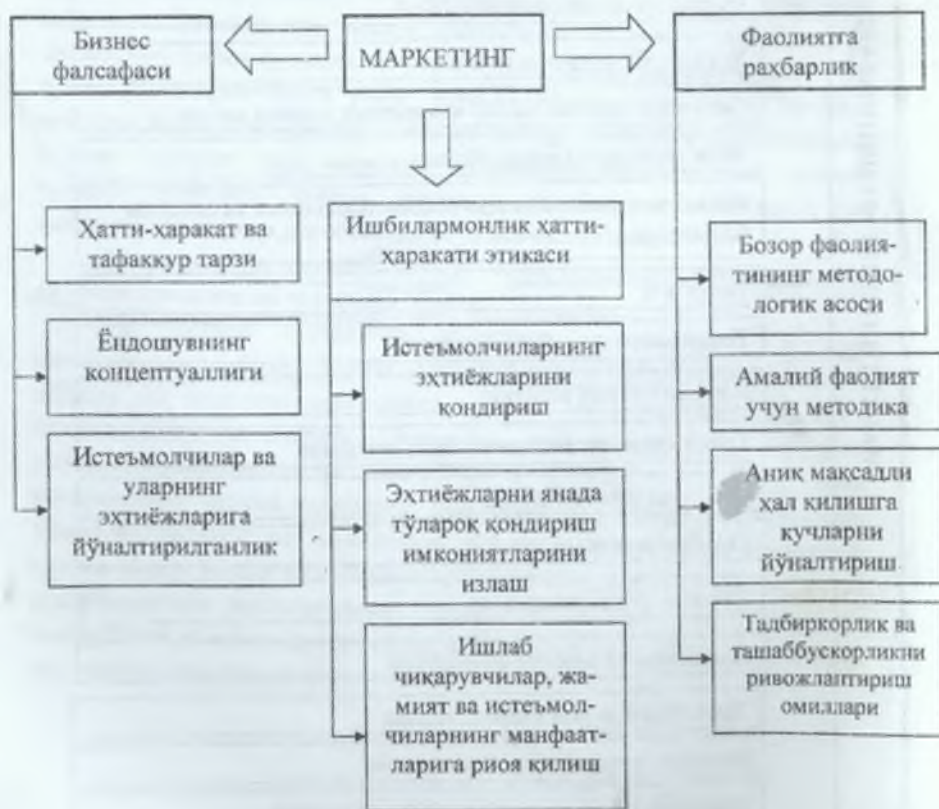 Бизнес
фалсафаси
МАРКЕТИНГ
Фаолиятга
раҳбарлик
Ҳатти-ҳаракат ва
тафаккур тарзи
Ёндошувнинг
концептуаллиги
Истеъмолчилар ва
уларнинг
эҳтиёжларига
йўналтирилганлик
Ишбилармонлик ҳатти-
ҳаракати этикаси
Истеъмолчиларнинг
эҳтиёжларини
қондириш
Эҳтиёжларни янада
тўлароқ қондириш
имкониятларини
излаш
Ишлаб
чиқарувчилар, жа-
мият ва истеъмол-
чиларнинг манфаат-
ларига риоя қилиш
Бозор фаолия-
тининг методо-
логик асоси
Амалий фаолият
учун методика
Аниқ мақсадли
ҳал қилишга
кучларни
йўналтириш
Тадбиркорлик ва
ташаббускорликни
ривожлантириш
омиллари